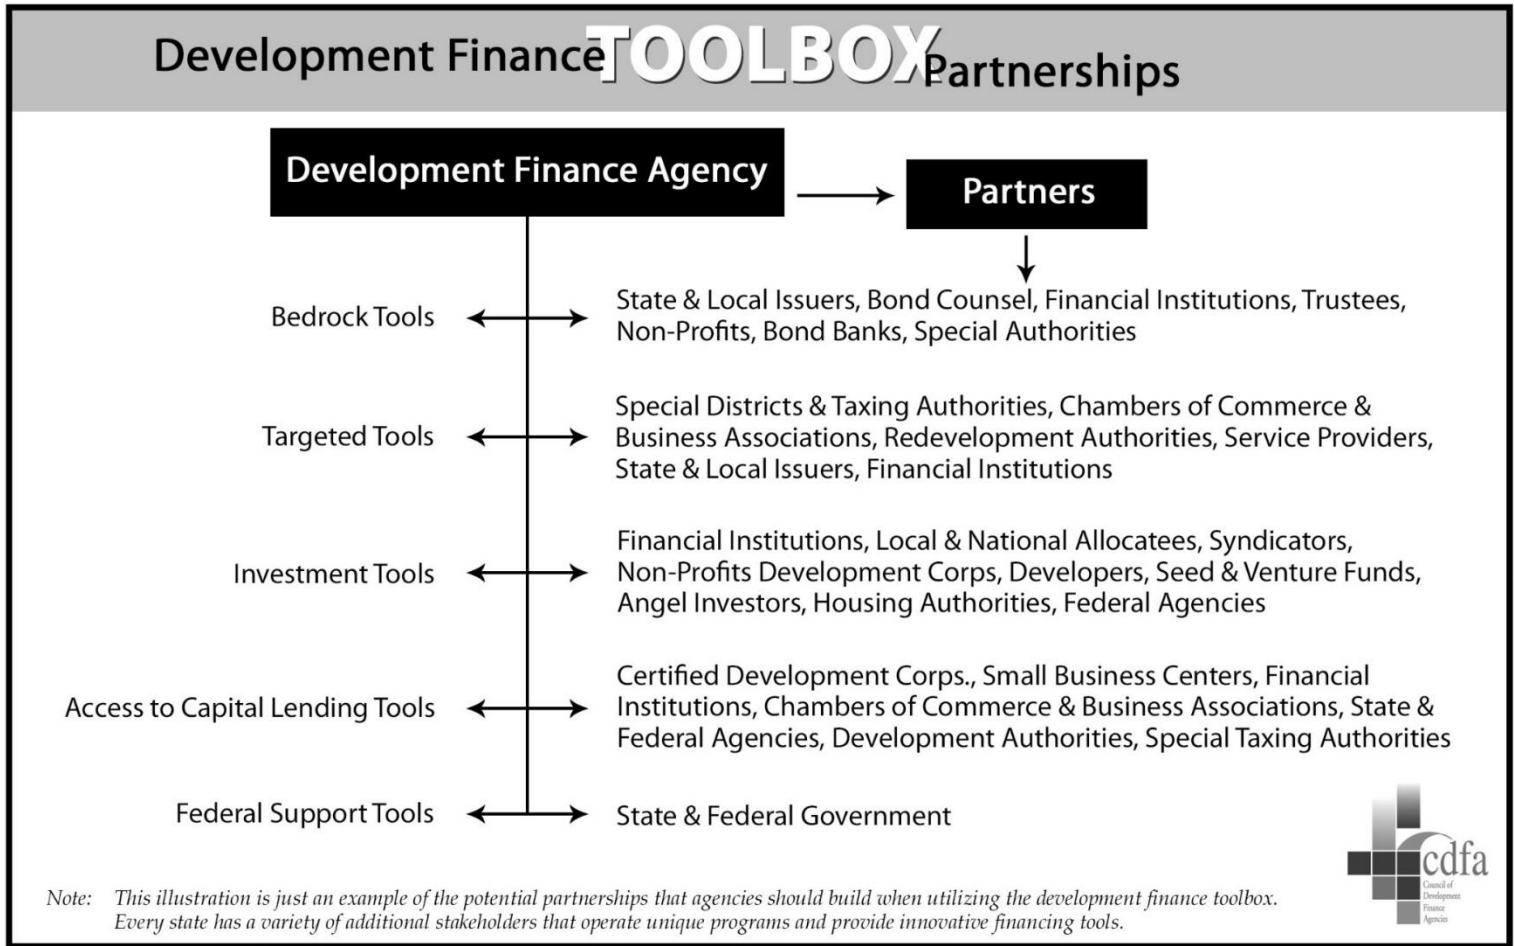 Development Finance TOOLBOX Partnerships
Development Finance Agency
Partners
Bedrock Tools
State & Local Issuers, Bond Counsel, Financial Institutions, Trustees,
Non-Profits, Bond Banks, Special Authorities
Targeted Tools
Special Districts & Taxing Authorities, Chambers of Commerce &
Business Associations, Redevelopment Authorities, Service Providers,
State & Local Issuers, Financial Institutions
Investment Tools
Financial Institutions, Local & National Allocatees, Syndicators,
Non-Profits Development Corps, Developers, Seed & Venture Funds,
Angel Investors, Housing Authorities, Federal Agencies
Access to Capital Lending Tools
Certified Development Corps., Small Business Centers, Financial
Institutions, Chambers of Commerce & Business Associations, State &
Federal Agencies, Development Authorities, Special Taxing Authorities
Federal Support Tools
State & Federal Government
cdfa
Council of
Development
Finance
Agencies
Note: This illustration is just an example of the potential partnerships that agencies should build when utilizing the development finance toolbox.
Every state has a variety of additional stakeholders that operate unique programs and provide innovative financing tools.